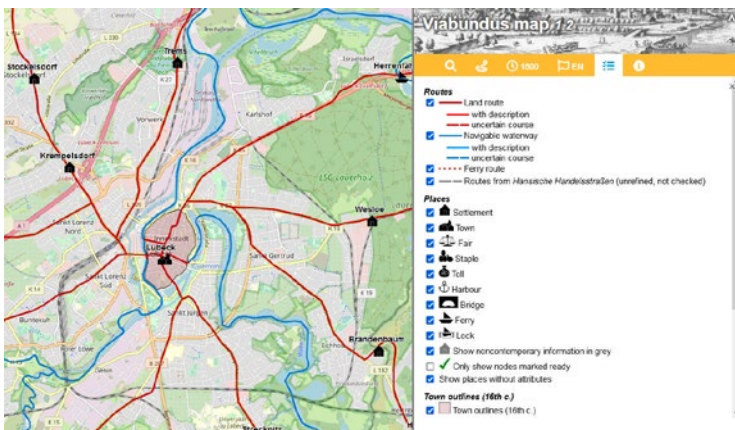 Stockelsdorf
Trems
Krempelsdorf
Vorwerk
Karlshof
Israelsdorf
LSG Lauerholz
Wesloe
Sankt Lorenz
Nord
Innenstadt
Lübeck
Sankt Gertrud
Sankt Lorenz
Süd
Sankt Jürgen
Buntekuh
Brandenbaum
Viabundus map 1.2
1500
EN
Routes
Land route
with description
uncertain course
Navigable waterway
with description
uncertain course
Ferry route
Routes from Hansische Handelsstraßen (unrefined, not checked)
Places
Settlement
Town
Fair
Staple
Toll
Harbour
Bridge
Ferry
Lock
Show noncontemporary information in grey
Only show nodes marked ready
Show places without attributes
Town outlines (16th c.)
Town outlines (16th c.)